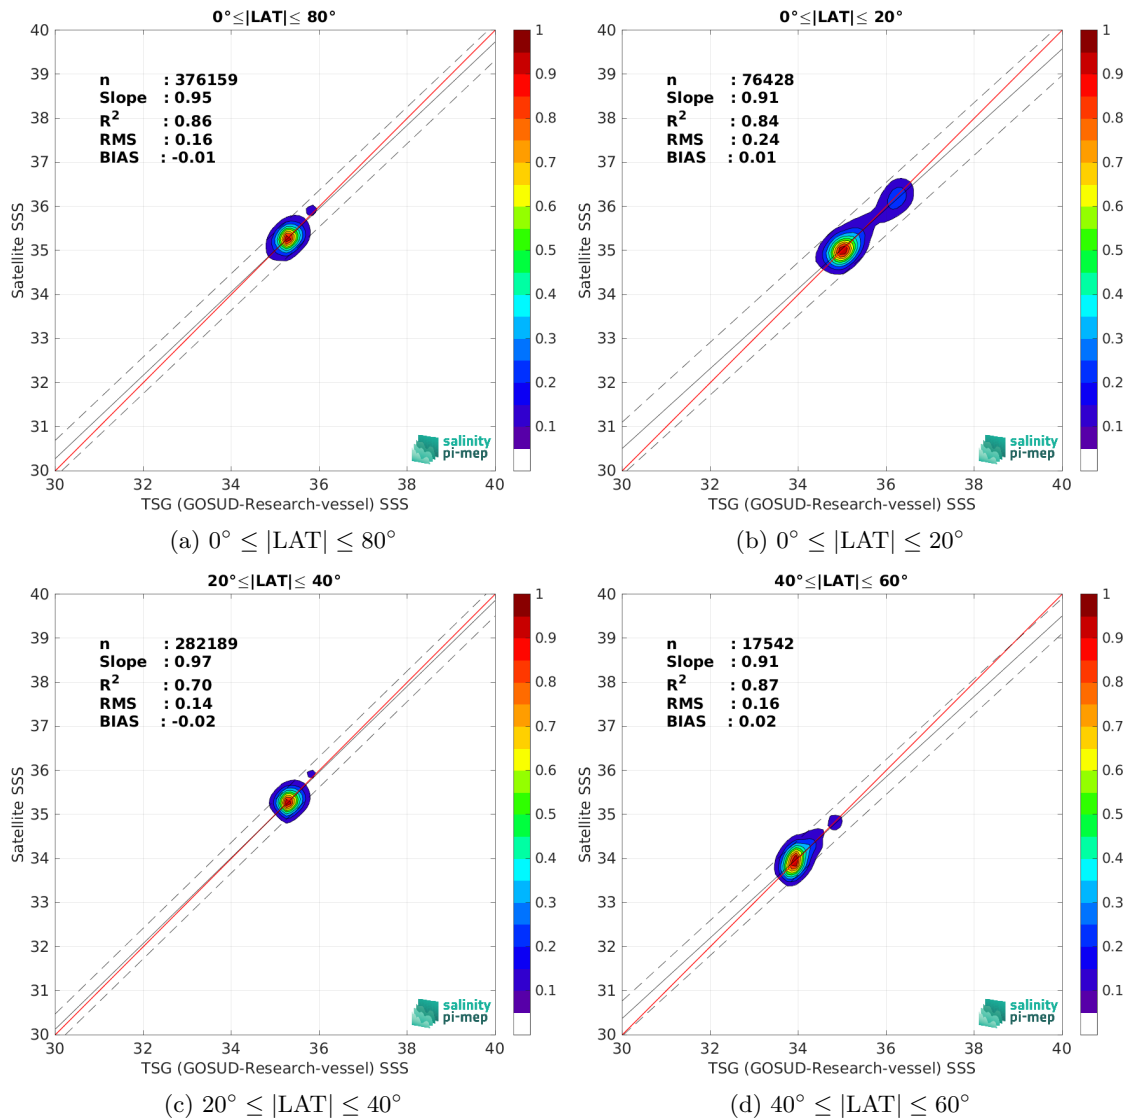 0°≤|LAT|≤ 80°
40
39
38
37
36
35
34
33
32
31
30
30
32
34
36
38
40
Satellite SSS
TSG (GOSUD-Research-vessel) SSS
n : 376159
Slope : 0.95
R² : 0.86
RMS : 0.16
BIAS : -0.01
salinity
pi-mep
1
0.9
0.8
0.7
0.6
0.5
0.4
0.3
0.2
0.1
(a) 0° ≤ |LAT| ≤ 80°
0°≤|LAT|≤ 20°
40
39
38
37
36
35
34
33
32
31
30
30
32
34
36
38
40
Satellite SSS
TSG (GOSUD-Research-vessel) SSS
n : 76428
Slope : 0.91
R² : 0.84
RMS : 0.24
BIAS : 0.01
salinity
pi-mep
1
0.9
0.8
0.7
0.6
0.5
0.4
0.3
0.2
0.1
(b) 0° ≤ |LAT| ≤ 20°
20°≤|LAT|≤ 40°
40
39
38
37
36
35
34
33
32
31
30
30
32
34
36
38
40
Satellite SSS
TSG (GOSUD-Research-vessel) SSS
n : 282189
Slope : 0.97
R² : 0.70
RMS : 0.14
BIAS : -0.02
salinity
pi-mep
1
0.9
0.8
0.7
0.6
0.5
0.4
0.3
0.2
0.1
(c) 20° ≤ |LAT| ≤ 40°
40°≤|LAT|≤ 60°
40
39
38
37
36
35
34
33
32
31
30
30
32
34
36
38
40
Satellite SSS
TSG (GOSUD-Research-vessel) SSS
n : 17542
Slope : 0.91
R² : 0.87
RMS : 0.16
BIAS : 0.02
salinity
pi-mep
1
0.9
0.8
0.7
0.6
0.5
0.4
0.3
0.2
0.1
(d) 40° ≤ |LAT| ≤ 60°